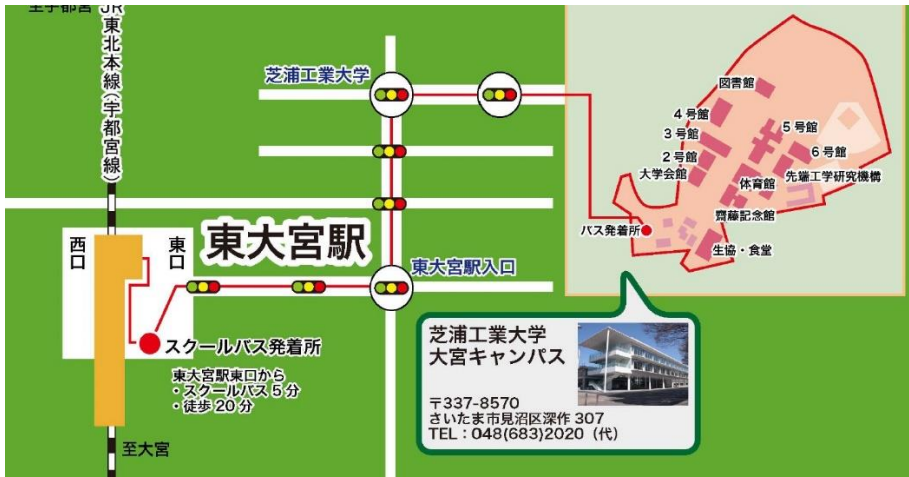 至宇都宮
JR東北本線(宇都宮線)
芝浦工業大学
図書館
4号館
3号館
2号館
大学会館
5号館
6号館
体育館
先端工学研究機構
齋藤記念館
バス発着所
生協・食堂
西口
東口
東大宮駅
東大宮駅入口
スクールバス発着所
東大宮駅東口から
・スクールバス5分
・徒歩20分
至大宮
芝浦工業大学
大宮キャンパス
〒337-8570
さいたま市見沼区深作 307
TEL：048(683)2020（代）